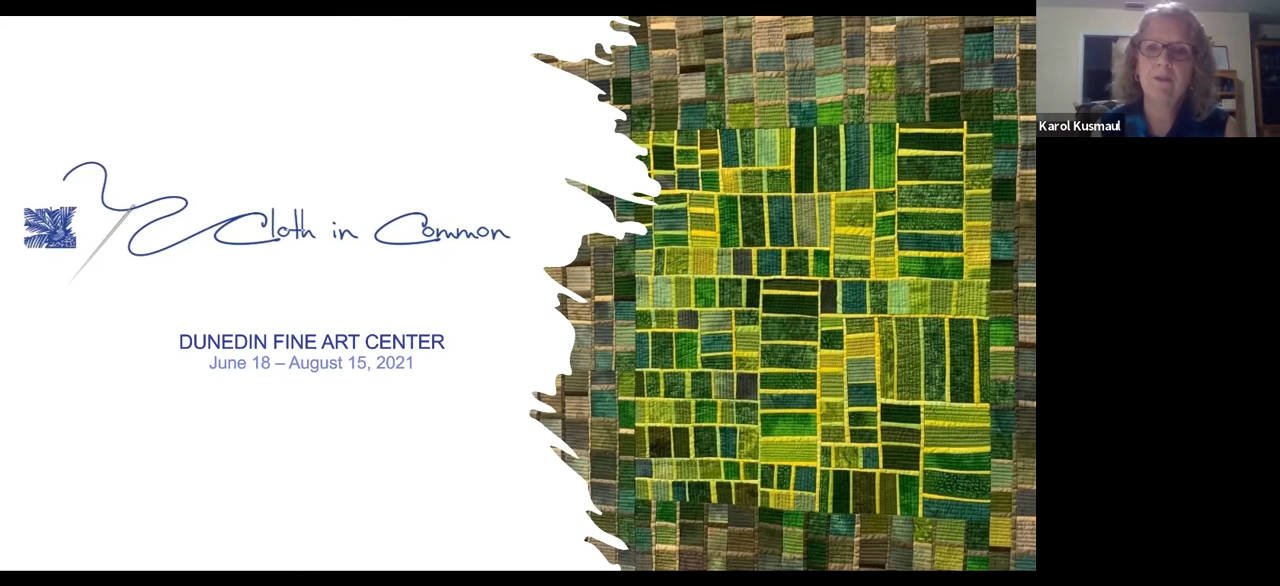 Cloth in Common
DUNEDIN FINE ART CENTER
June 18 – August 15, 2021
Karol Kusmaul